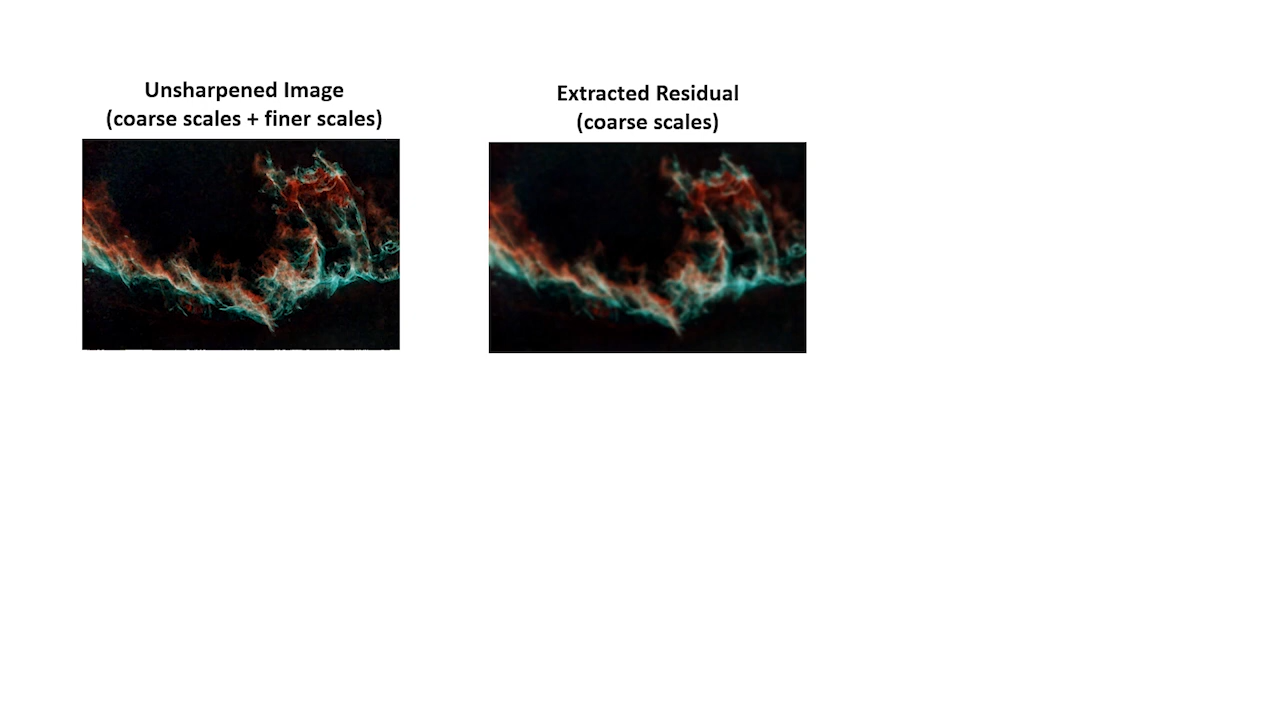 Unsharpened Image
(coarse scales + finer scales)
Extracted Residual
(coarse scales)